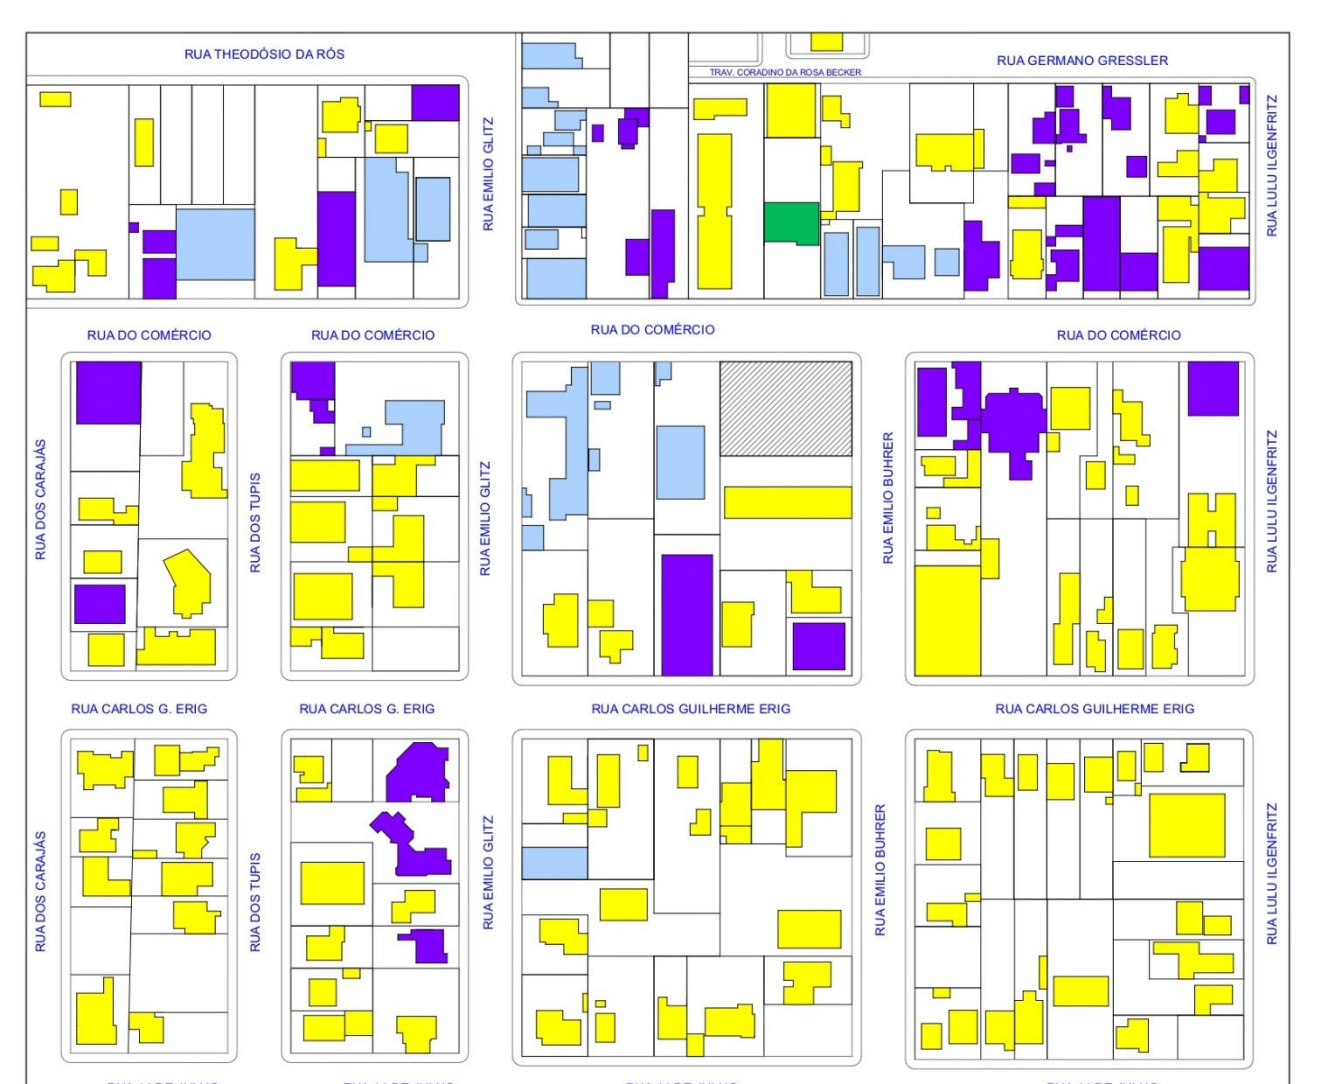 RUA THEODÓSIO DA RÓS
RUA GERMANO GRESSLER
TRAV. CORADINO DA ROSA BECKER
RUA EMILIO GLITZ
RUA LULU ILGENFRITZ
RUA DO COMÉRCIO
RUA DO COMÉRCIO
RUA DO COMÉRCIO
RUA DO COMÉRCIO
RUA DOS CARAJÁS
RUA DOS TUPIS
RUA EMILIO GLITZ
RUA EMILIO BUHRER
RUA LULU ILGENFRITZ
RUA CARLOS G. ERIG
RUA CARLOS G. ERIG
RUA CARLOS GUILHERME ERIG
RUA CARLOS GUILHERME ERIG
RUA DOS CARAJÁS
RUA DOS TUPIS
RUA EMILIO GLITZ
RUA EMILIO BUHRER
RUA LULU ILGENFRITZ